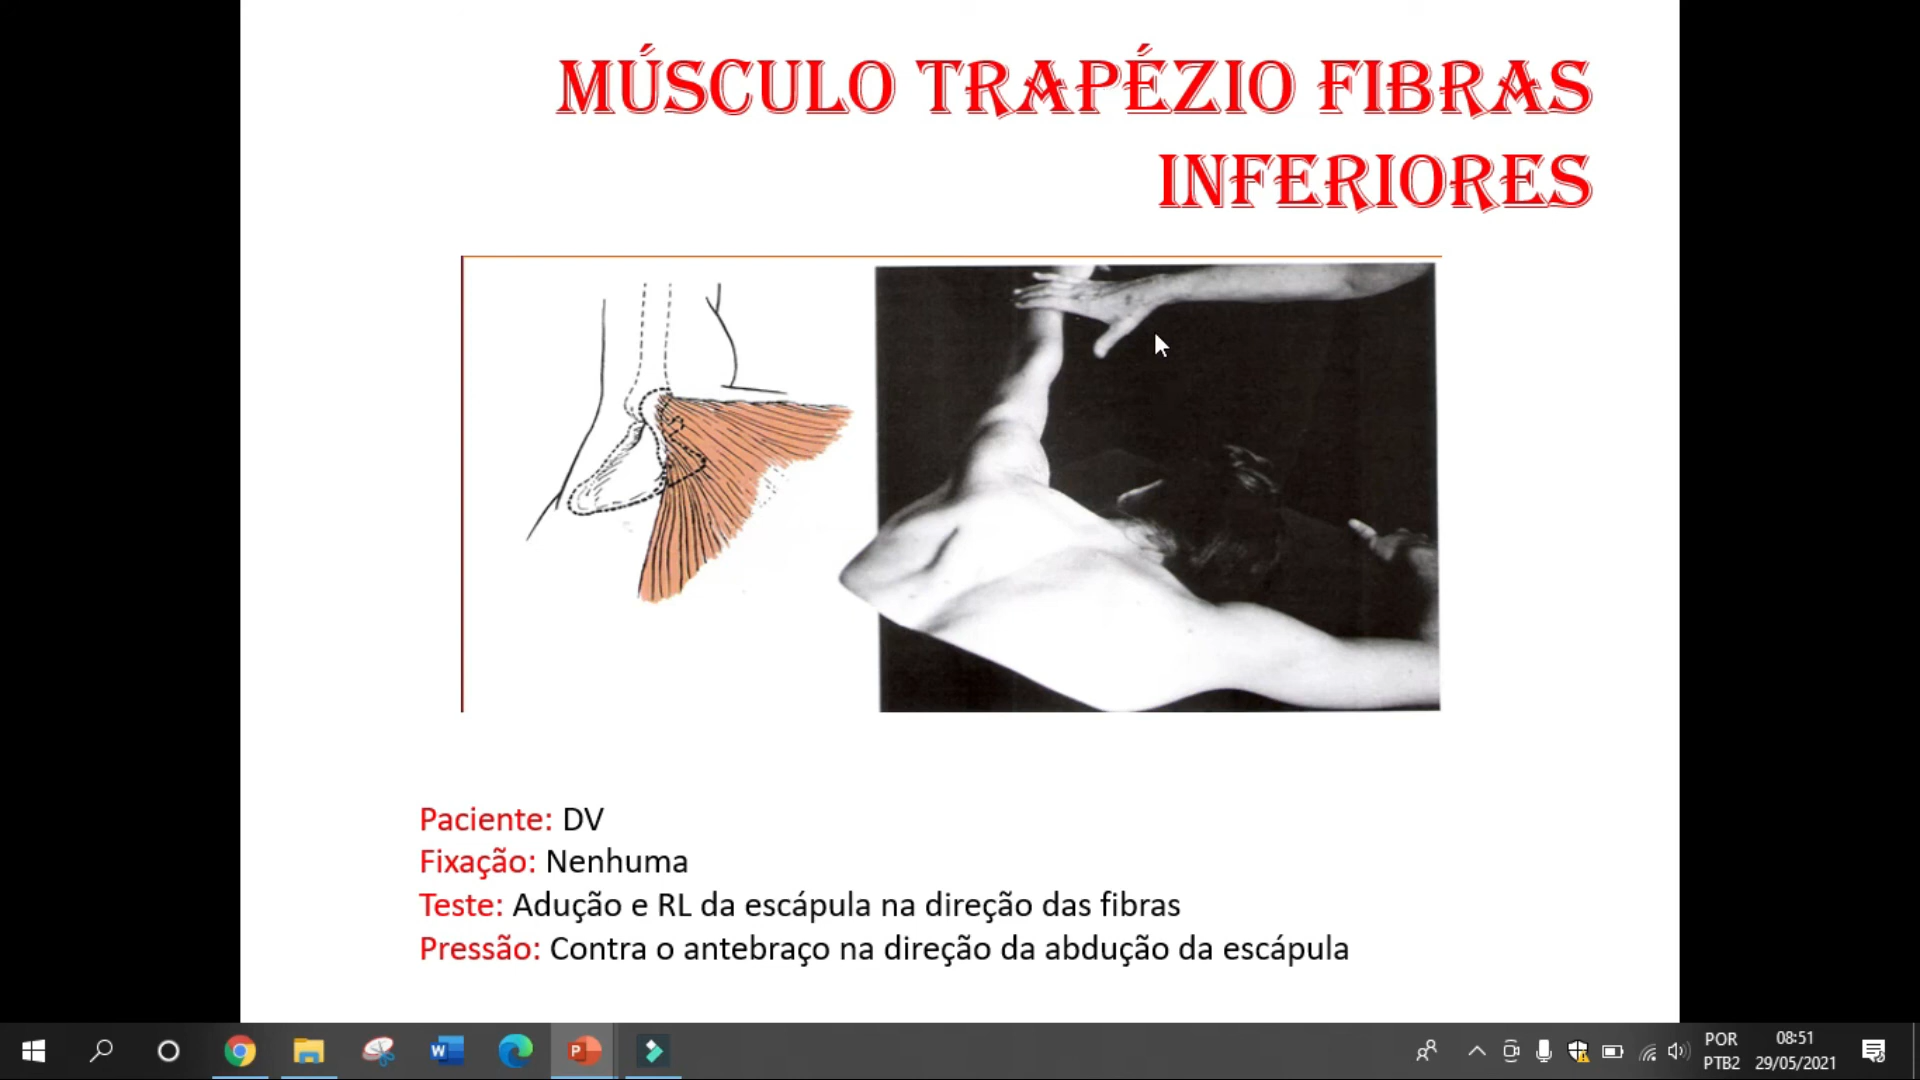 MÚSCULO TRAPÉZIO FIBRAS
INFERIORES
Paciente: DV
Fixação: Nenhuma
Teste: Adução e RL da escápula na direção das fibras
Pressão: Contra o antebraço na direção da abdução da escápula
POR
PTB2
08:51
29/05/2021